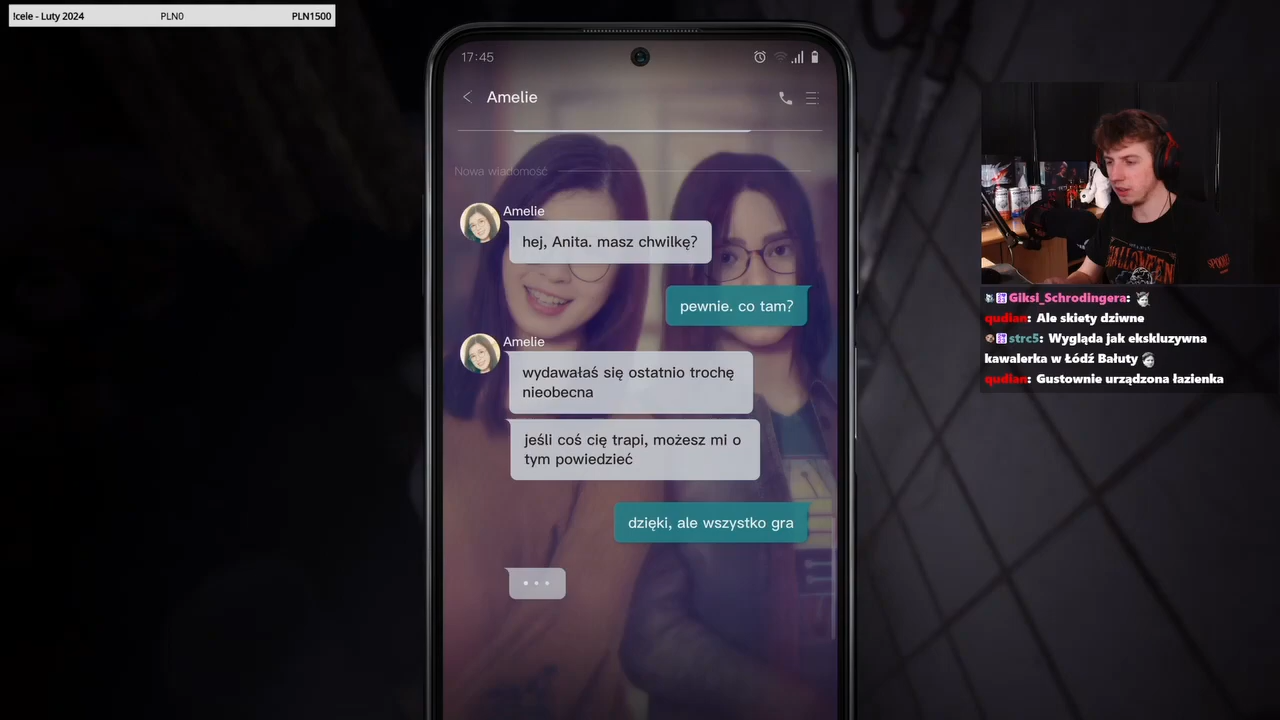 !cele - Luty 2024 PLN0 PLN1500
17:45
Amelie
Nowa wiadomość
Amelie
hej, Anita. masz chwilkę?
pewnie. co tam?
Amelie
wydawałaś się ostatnio trochę
nieobecna
jeśli coś cię trapi, możesz mi o
tym powiedzieć
dzięki, ale wszystko gra
HALLOWEEN
Giksi_Schrodingera:
qudian: Ale skiety dziwne
strc5: Wygląda jak ekskluzywna
kawalerka w Łódź Bałuty
qudian: Gustownie urządzona łazienka